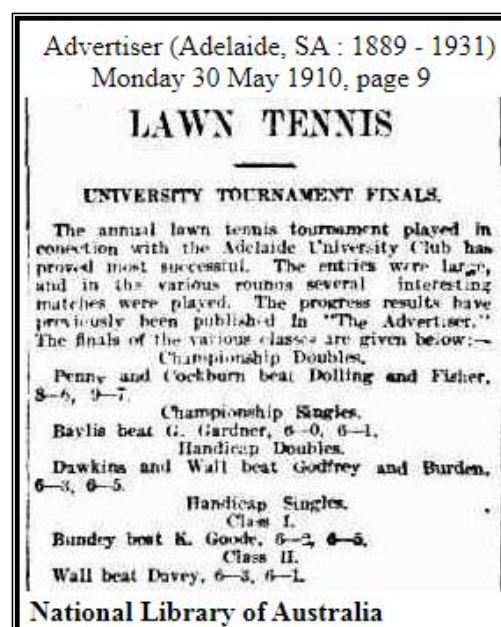 Advertiser (Adelaide, SA : 1889 - 1931)
Monday 30 May 1910, page 9
LAWN TENNIS
UNIVERSITY TOURNAMENT FINALS.
The annual lawn tennis tournament played in
conection with the Adelaide University Club has
proved most successful. The entries were large,
and in the various rounds several interesting
matches were played. The progress results have
previously been published in "The Advertiser."
The finals of the various classes are given below:—
Championship Doubles.
Penny and Cockburn beat Dolling and Fisher,
8—6, 9—7.
Championship Singles.
Baylis beat G. Gardner, 6—0, 6—1.
Handicap Doubles.
Dawkins and Wall beat Godfrey and Burden,
6—3, 6—5.
Handicap Singles.
Class I.
Bundey beat K. Goode, 6—2, 6—5.
Class II.
Wall beat Davey, 6—3, 6—1.
National Library of Australia